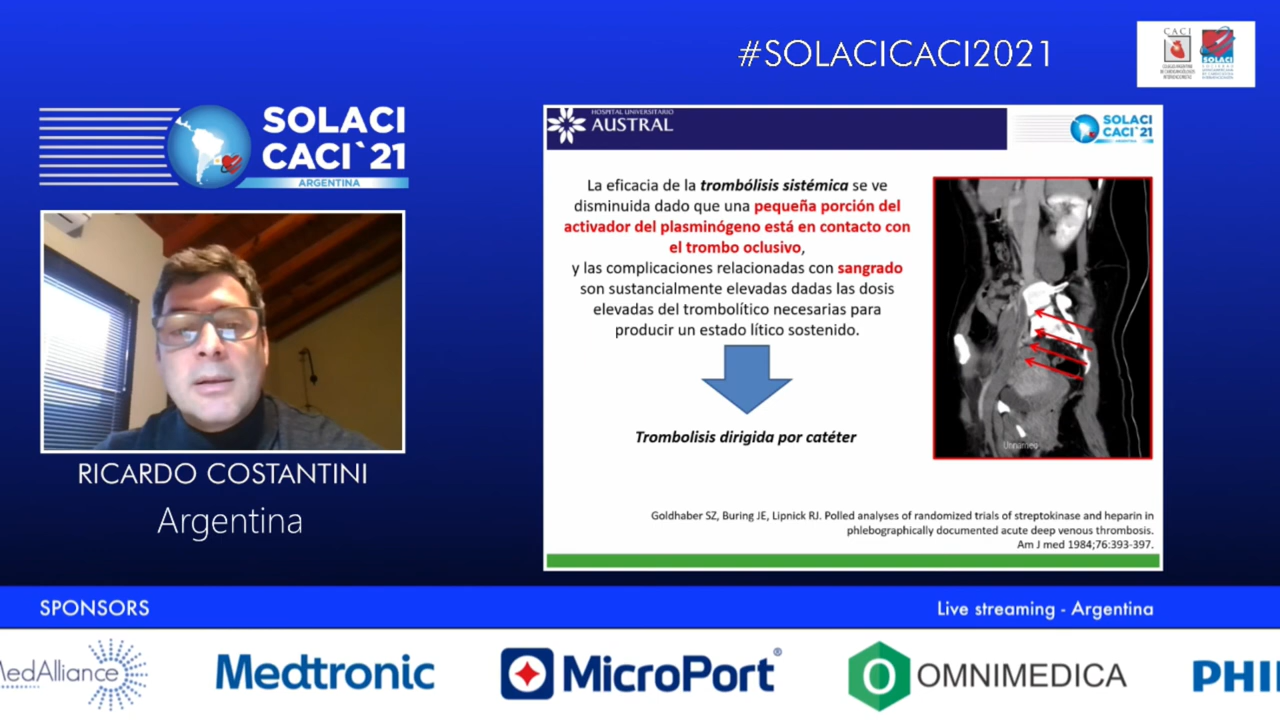 #SOLACICACI2021
CACI
SOLACI
SOLACI
CACI`21
ARGENTINA
RICARDO COSTANTINI
Argentina
HOSPITAL UNIVERSITARIO
AUSTRAL
SOLACI
CACI`21
ARGENTINA
La eficacia de la trombólisis sistémica se ve
disminuida dado que una pequeña porción del
activador del plasminógeno está en contacto con
el trombo oclusivo,
y las complicaciones relacionadas con sangrado
son sustancialmente elevadas dadas las dosis
elevadas del trombolítico necesarias para
producir un estado lítico sostenido.
Trombolisis dirigida por catéter
Goldhaber SZ, Buring JE, Lipnick RJ. Polled analyses of randomized trials of streptokinase and heparin in
phlebographically documented acute deep venous thrombosis.
Am J med 1984;76:393-397.
SPONSORS
Live streaming - Argentina
MedAlliance
Medtronic
MicroPort®
OMNIMEDICA
PHI